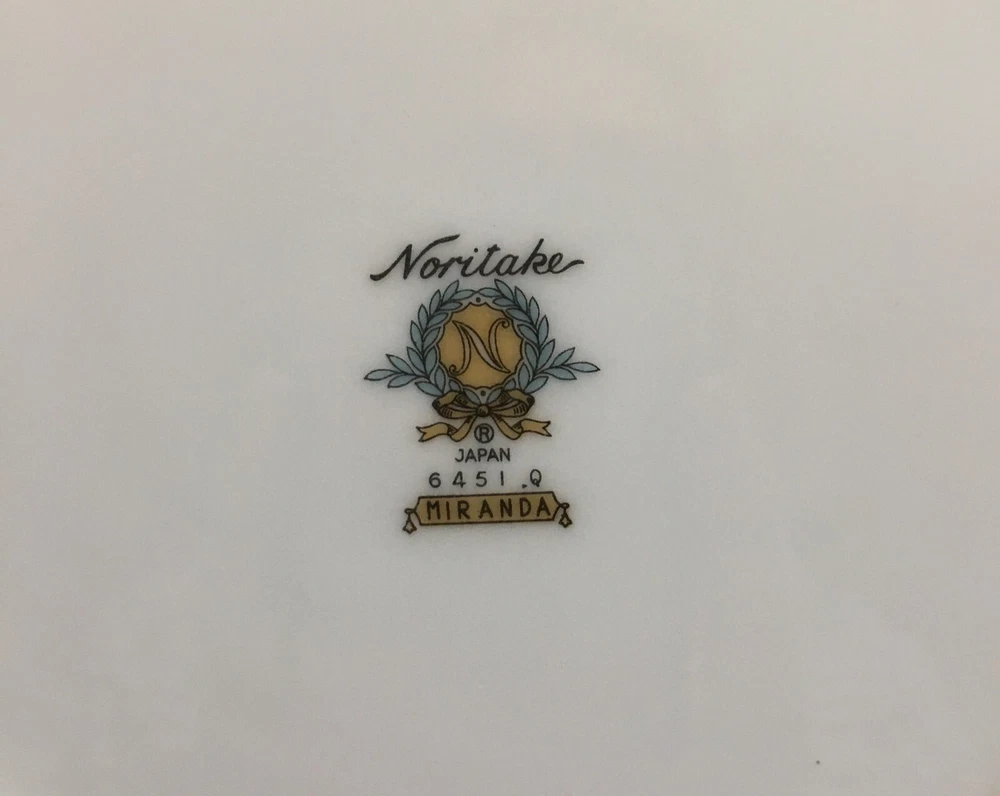 Noritake
N
®
JAPAN
6451.Q
MIRANDA